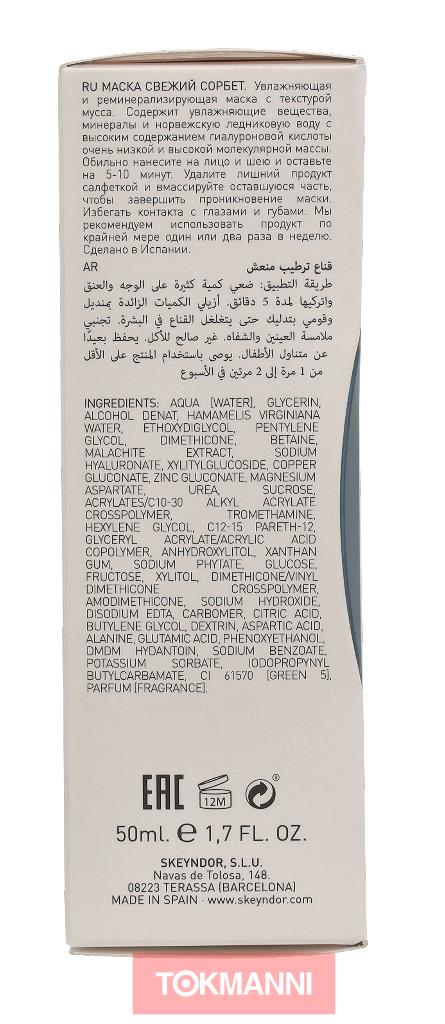 RU МАСКА СВЕЖИЙ СОРБЕТ. Увлажняющая
и реминерализирующая маска с текстурой
мусса. Содержит увлажняющие вещества,
минералы и норвежскую ледниковую воду с
высоким содержанием гиалуроновой кислоты
очень низкой и высокой молекулярной массы.
Обильно нанесите на лицо и шею и оставьте
на 5-10 минут. Удалите лишний продукт
салфеткой и вмассируйте оставшуюся часть,
чтобы завершить проникновение маски.
Избегать контакта с глазами и губами. Мы
рекомендуем использовать продукт по
крайней мере один или два раза в неделю.
Сделано в Испании.
AR قناع ترطيب منعش
طريقة التطبيق: ضعي كمية كثيرة على الوجه والعنق
واتركيها لمدة 5 دقائق. أزيلي الكميات الزائدة بمنديل
وقومي بتدليك حتى يتغلغل القناع في البشرة. تجنبي
ملامسة العينين والشفاه. غير صالح للأكل. يحفظ بعيداً
عن متناول الأطفال. يوصى باستخدام المنتج على الأقل
من 1 مرة إلى 2 مرتين في الأسبوع
INGREDIENTS: AQUA [WATER], GLYCERIN,
ALCOHOL DENAT, HAMAMELIS VIRGINIANA
WATER, ETHOXYDIGLYCOL, PENTYLENE
GLYCOL, DIMETHICONE, BETAINE,
MALACHITE EXTRACT, SODIUM
HYALURONATE, XYLITYLGLUCOSIDE, COPPER
GLUCONATE, ZINC GLUCONATE, MAGNESIUM
ASPARTATE, UREA, SUCROSE,
ACRYLATES/C10-30 ALKYL ACRYLATE
CROSSPOLYMER, TROMETHAMINE,
HEXYLENE GLYCOL, C12-15 PARETH-12,
GLYCERYL ACRYLATE/ACRYLIC ACID
COPOLYMER, ANHYDROXYLITOL, XANTHAN
GUM, SODIUM PHYTATE, GLUCOSE,
FRUCTOSE, XYLITOL, DIMETHICONE/VINYL
DIMETHICONE CROSSPOLYMER,
AMODIMETHICONE, SODIUM HYDROXIDE,
DISODIUM EDTA, CARBOMER, CITRIC ACID,
BUTYLENE GLYCOL, DEXTRIN, ASPARTIC ACID,
ALANINE, GLUTAMIC ACID, PHENOXYETHANOL,
DMDM HYDANTOIN, SODIUM BENZOATE,
POTASSIUM SORBATE, IODOPROPYNYL
BUTYLCARBAMATE, CI 61570 [GREEN 5],
PARFUM [FRAGRANCE].
EAC 12M
50ml. ℮ 1,7 FL. OZ.
SKEYNDOR, S.L.U.
Navas de Tolosa, 148.
08223 TERASSA (BARCELONA)
MADE IN SPAIN · www.skeyndor.com
TOKMANNI